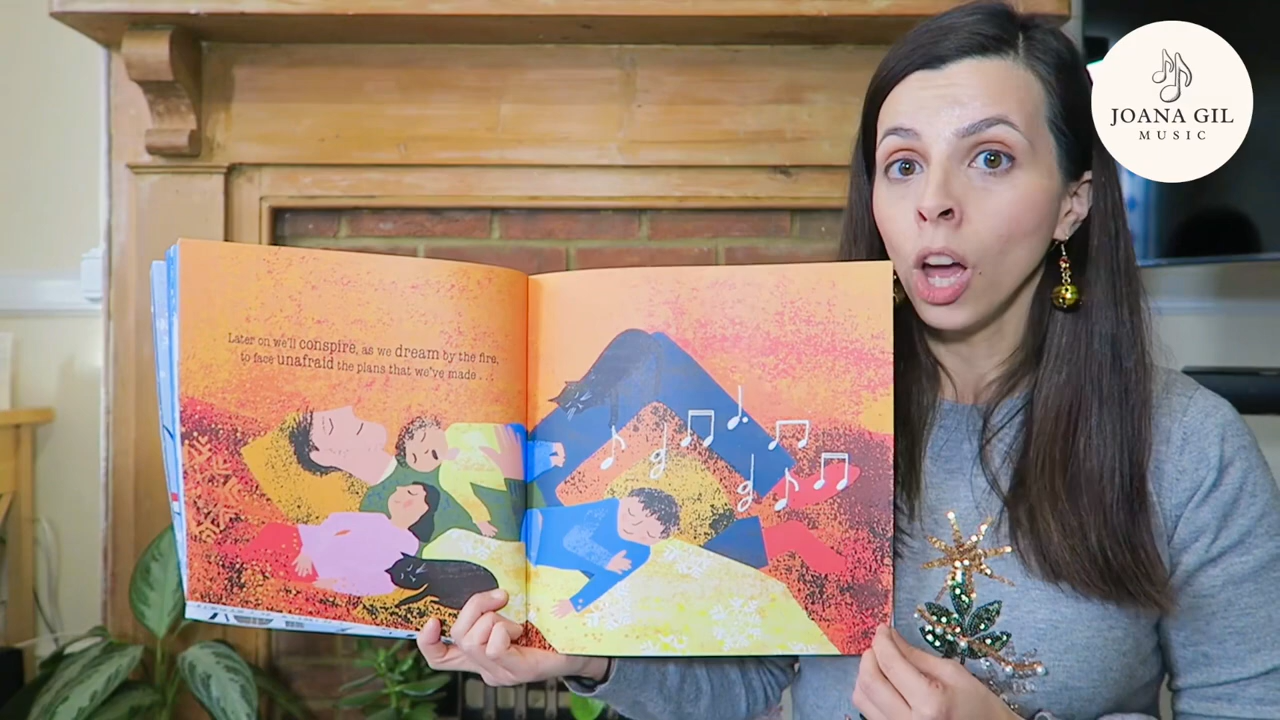 Later on we'll conspire, as we dream by the fire,
to face unafraid the plans that we've made . . .
JOANA GIL
MUSIC